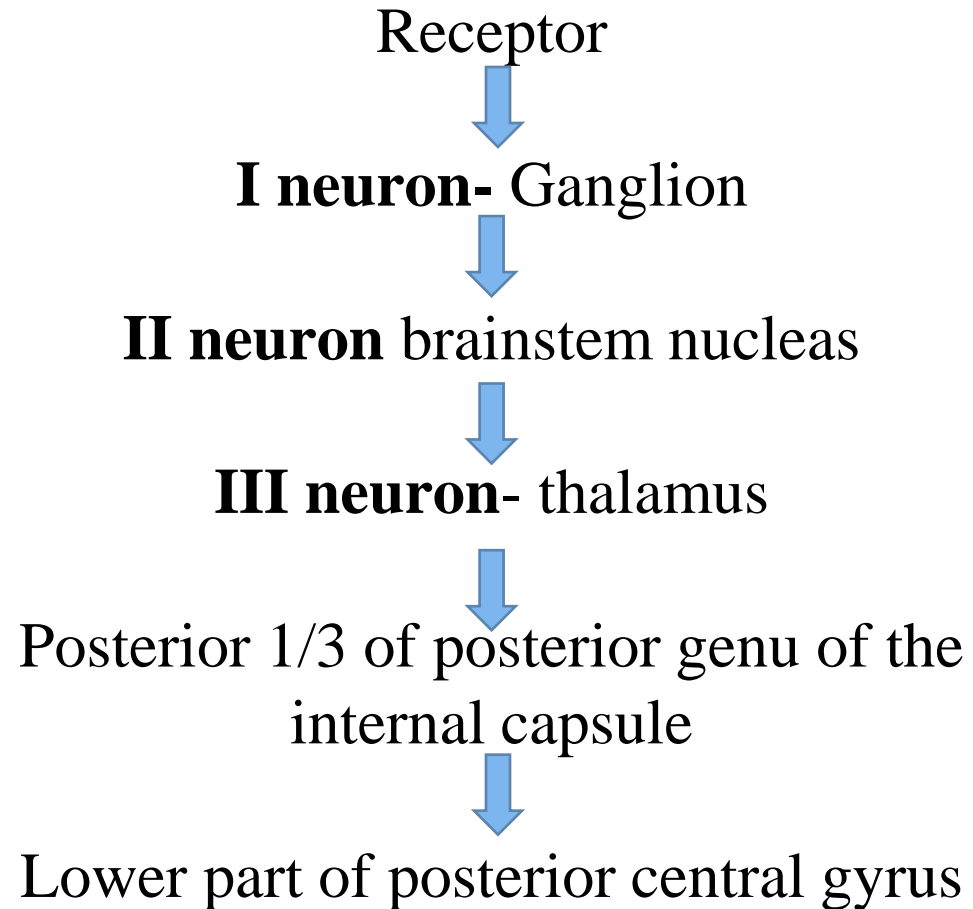 Receptor
I neuron- Ganglion
II neuron brainstem nucleas
III neuron- thalamus
Posterior 1/3 of posterior genu of the
internal capsule
Lower part of posterior central gyrus